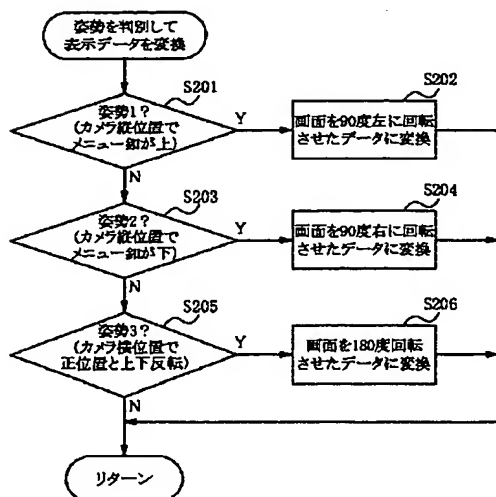 姿勢を判別して
表示データを変換
S201
姿勢1?
(カメラ縦位置で
メニュー釦が上)
Y
N
S202
画面を90度左に回転
させたデータに変換
S203
姿勢2?
(カメラ縦位置で
メニュー釦が下)
Y
N
S204
画面を90度右に回転
させたデータに変換
S205
姿勢3?
(カメラ横位置で
正位置と上下反転)
Y
N
S206
画面を180度回転
させたデータに変換
リターン